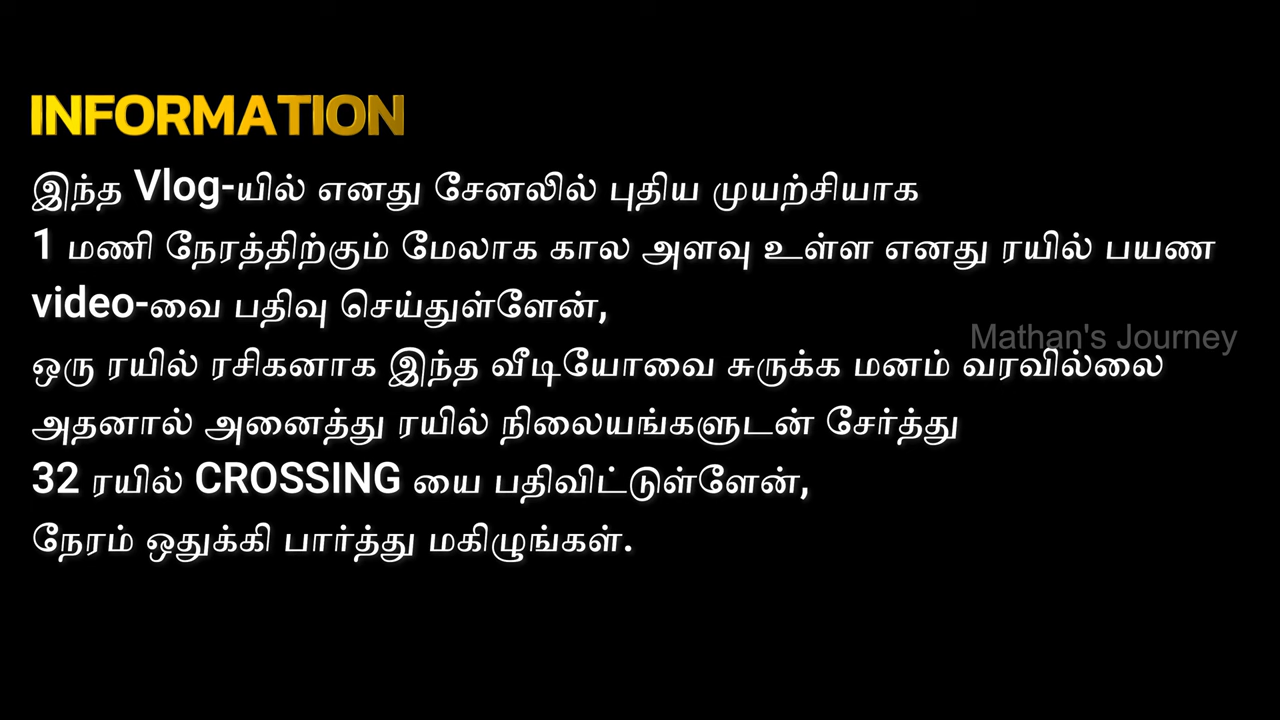 INFORMATION
இந்த Vlog-யில் எனது சேனலில் புதிய முயற்சியாக
1 மணி நேரத்திற்கும் மேலாக கால அளவு உள்ள எனது ரயில் பயண
video-வை பதிவு செய்துள்ளேன்,
Mathan's Journey
ஒரு ரயில் ரசிகனாக இந்த வீடியோவை சுருக்க மனம் வரவில்லை
அதனால் அனைத்து ரயில் நிலையங்களுடன் சேர்த்து
32 ரயில் CROSSING யை பதிவிட்டுள்ளேன்,
நேரம் ஒதுக்கி பார்த்து மகிழுங்கள்.